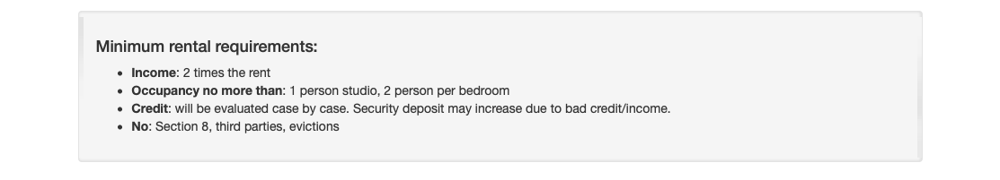 Minimum rental requirements:
• Income: 2 times the rent
• Occupancy no more than: 1 person studio, 2 person per bedroom
• Credit: will be evaluated case by case. Security deposit may increase due to bad credit/income.
• No: Section 8, third parties, evictions